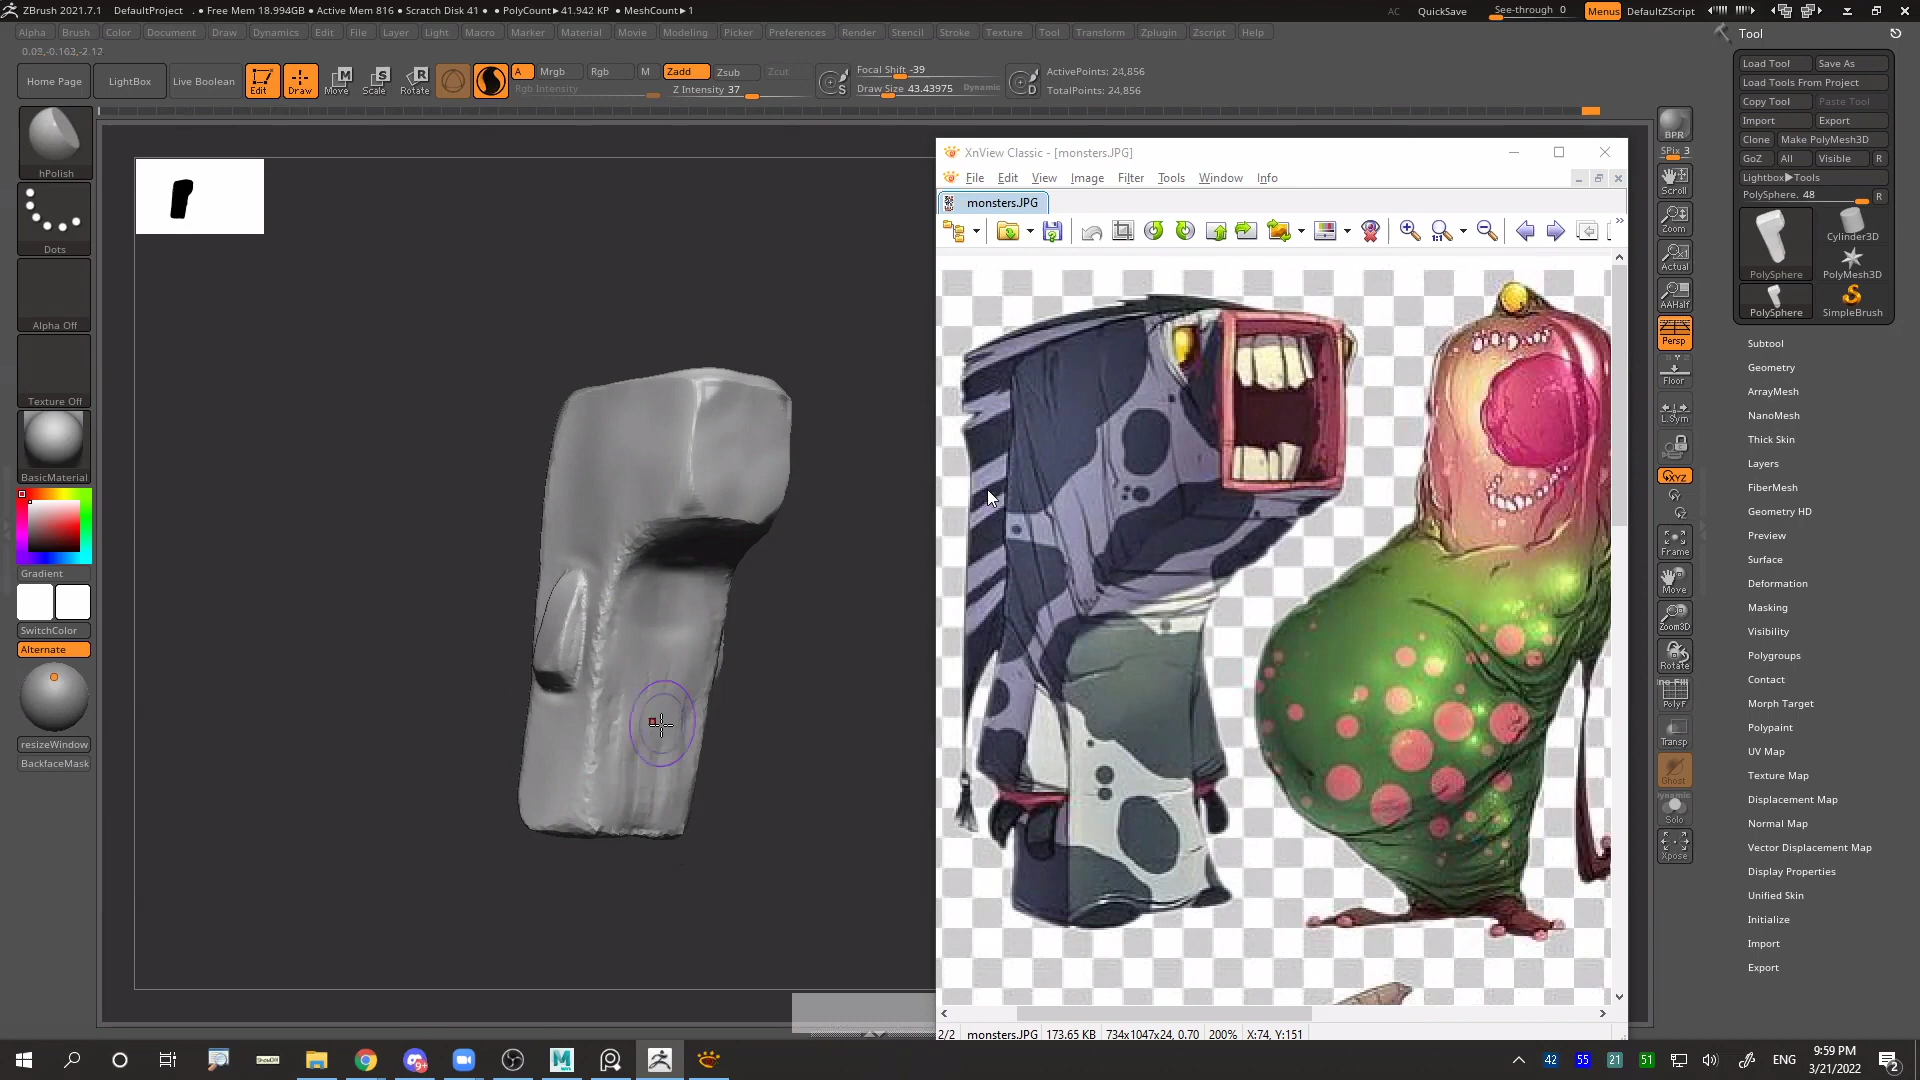 ZBrush 2021.7.1 DefaultProject . ● Free Mem 18.994GB ● Active Mem 816 ● Scratch Disk 41 ● ● PolyCount►41.942 KP ● MeshCount►1
AC QuickSave See-through 0 Menus DefaultZScript
Alpha Brush Color Document Draw Dynamics Edit File Layer Light Macro Marker Material Movie Modeling Picker Preferences Render Stencil Stroke Texture Tool Transform Zplugin Zscript Help
Home Page LightBox Live Boolean Edit Draw Move Scale Rotate
A Mrgb Rgb M Zadd Zsub Zcut
Rgb Intensity Z Intensity 37
S Focal Shift -39
Draw Size 43.43975 Dynamic D
ActivePoints: 24,856
TotalPoints: 24,856
hPolish
Dots
Alpha Off
Texture Off
BasicMaterial
Gradient
SwitchColor
Alternate
resizeWindow
BackfaceMask
XnView Classic - [monsters.JPG]
File Edit View Image Filter Tools Window Info
monsters.JPG
2/2 monsters.JPG 173.65 KB 734x1047x24, 0.70 200% X:74, Y:151
BPR
SPix 3
Scroll
Zoom
Actual
AAHalf
Persp
Floor
L.Sym
XYZ
Frame
Move
Zoom3D
Rotate
PolyF
Transp
Ghost
Dynamic
Solo
Xpose
Tool
Load Tool Save As
Load Tools From Project
Copy Tool Paste Tool
Import Export
Clone Make PolyMesh3D
GoZ All Visible R
Lightbox►Tools
PolySphere. 48 R
PolySphere Cylinder3D
PolyMesh3D
PolySphere SimpleBrush
Subtool
Geometry
ArrayMesh
NanoMesh
Thick Skin
Layers
FiberMesh
Geometry HD
Preview
Surface
Deformation
Masking
Visibility
Polygroups
Contact
Morph Target
Polypaint
UV Map
Texture Map
Displacement Map
Normal Map
Vector Displacement Map
Display Properties
Unified Skin
Initialize
Import
Export
42 55 21 51 ENG 9:59 PM
3/21/2022 2